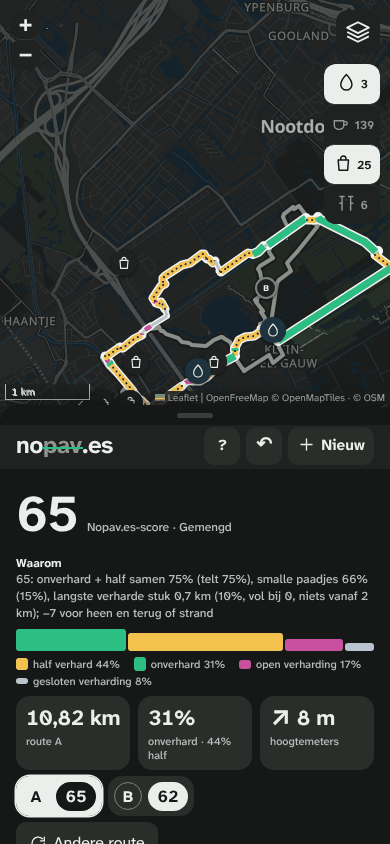 YPENBURG
+
GOOLAND
−
3
Nootdo
139
25
6
B
HAANTJE
KLEIN-
GAUW
1 km
Leaflet | OpenFreeMap © OpenMapTiles · © OSM
nopav.es
?
↶
+ Nieuw
65
Nopav.es-score · Gemengd
Waarom
65: onverhard + half samen 75% (telt 75%), smalle paadjes 66%
(15%), langste verharde stuk 0,7 km (10%, vol bij 0, niets vanaf 2
km); −7 voor heen en terug of strand
half verhard 44%
onverhard 31%
open verharding 17%
gesloten verharding 8%
10,82 km
31%
↗ 8 m
route A
onverhard · 44%
half
hoogtemeters
A 65
B 62
Andere route